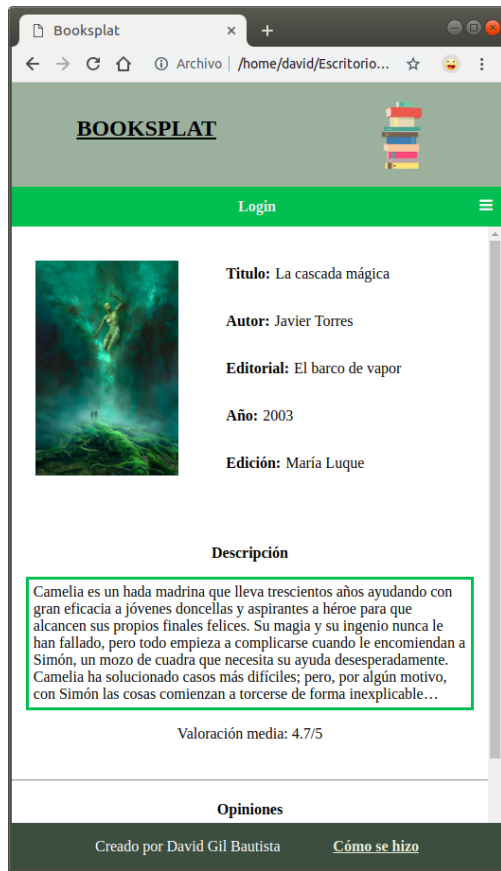 Booksplat
Archivo | /home/david/Escritorio...
BOOKSPLAT
Login
Titulo: La cascada mágica
Autor: Javier Torres
Editorial: El barco de vapor
Año: 2003
Edición: María Luque
Descripción
Camelia es un hada madrina que lleva trescientos años ayudando con
gran eficacia a jóvenes doncellas y aspirantes a héroe para que
alcancen sus propios finales felices. Su magia y su ingenio nunca le
han fallado, pero todo empieza a complicarse cuando le encomiendan a
Simón, un mozo de cuadra que necesita su ayuda desesperadamente.
Camelia ha solucionado casos más difíciles; pero, por algún motivo,
con Simón las cosas comienzan a torcerse de forma inexplicable…
Valoración media: 4.7/5
Opiniones
Creado por David Gil Bautista Cómo se hizo